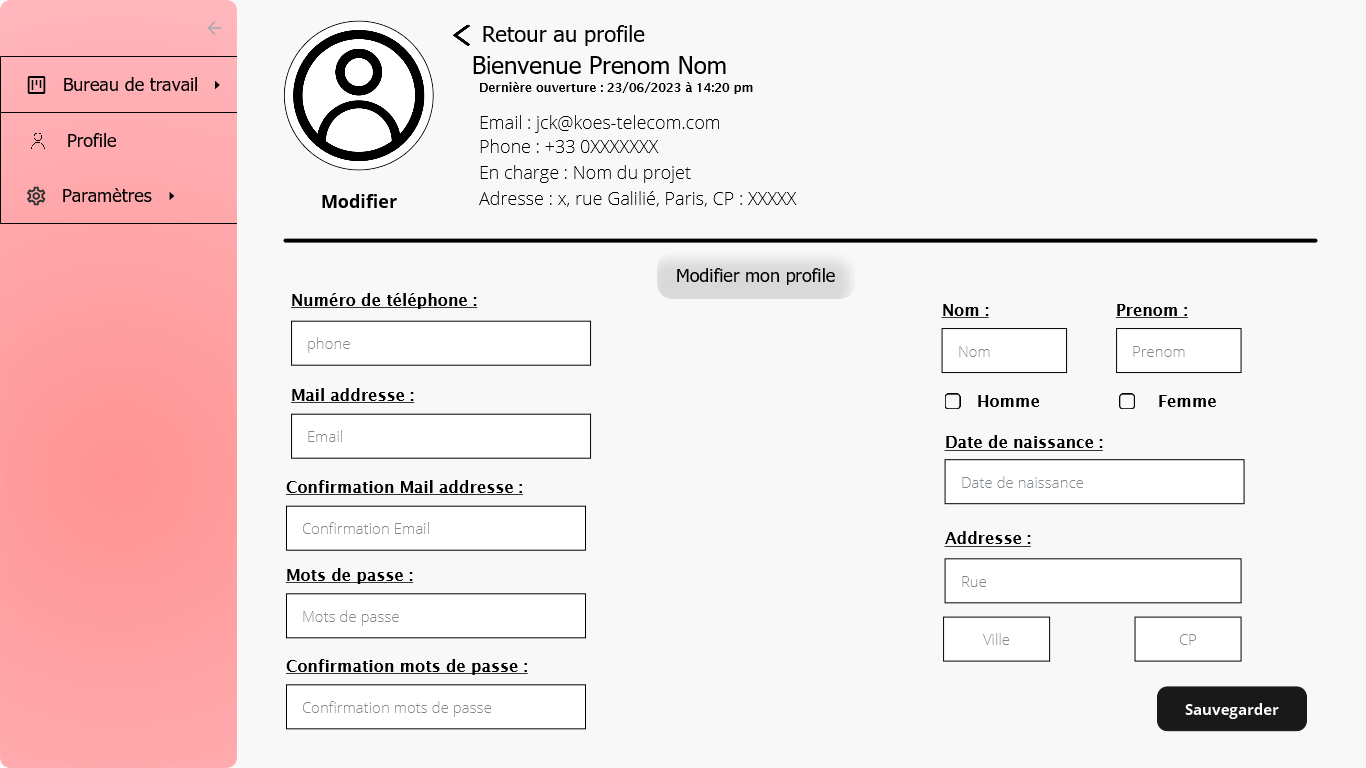 Bureau de travail
Profile
Paramètres
Retour au profile
Bienvenue Prenom Nom
Dernière ouverture : 23/06/2023 à 14:20 pm
Email : jck@koes-telecom.com
Phone : +33 0XXXXXXX
En charge : Nom du projet
Adresse : x, rue Galilié, Paris, CP : XXXXX
Modifier
Modifier mon profile
Numéro de téléphone :
phone
Mail addresse :
Email
Confirmation Mail addresse :
Confirmation Email
Mots de passe :
Mots de passe
Confirmation mots de passe :
Confirmation mots de passe
Nom : Prenom :
Nom Prenom
Homme Femme
Date de naissance :
Date de naissance
Addresse :
Rue
Ville CP
Sauvegarder